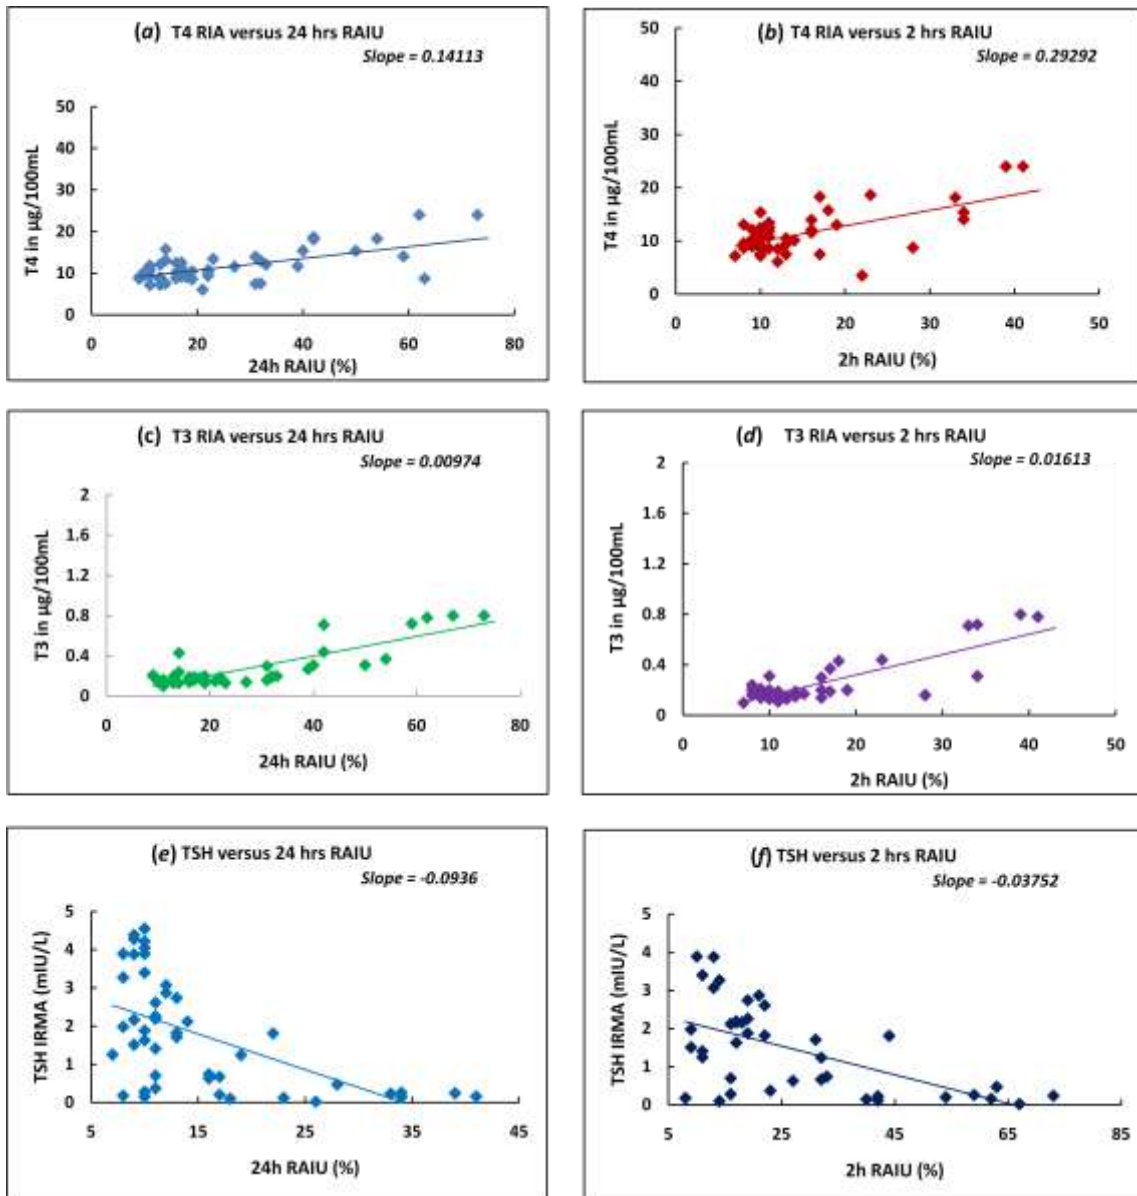 (a) T4 RIA versus 24 hrs RAIU
Slope = 0.14113
T4 in µg/100mL
50
40
30
20
10
0
0 20 40 60 80
24h RAIU (%)
(b) T4 RIA versus 2 hrs RAIU
Slope = 0.29292
T4 in µg/100mL
50
40
30
20
10
0
0 10 20 30 40 50
2h RAIU (%)
(c) T3 RIA versus 24 hrs RAIU
Slope = 0.00974
T3 in µg/100mL
2
1.6
1.2
0.8
0.4
0
0 20 40 60 80
24h RAIU (%)
(d) T3 RIA versus 2 hrs RAIU
Slope = 0.01613
T3 in µg/100mL
2
1.6
1.2
0.8
0.4
0
0 10 20 30 40 50
2h RAIU (%)
(e) TSH versus 24 hrs RAIU
Slope = -0.0936
TSH IRMA (mIU/L)
5
4
3
2
1
0
5 15 25 35 45
24h RAIU (%)
(f) TSH versus 2 hrs RAIU
Slope = -0.03752
TSH IRMA (mIU/L)
5
4
3
2
1
0
5 25 45 65 85
2h RAIU (%)